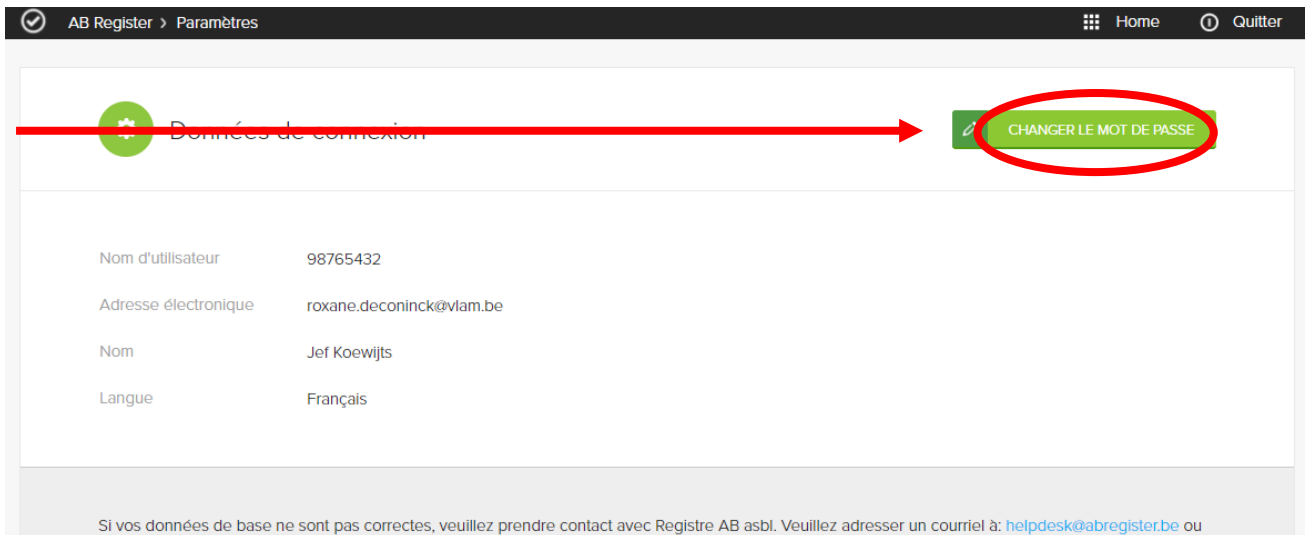 AB Register > Paramètres Home Quitter
Données de connexion CHANGER LE MOT DE PASSE
Nom d'utilisateur 98765432
Adresse électronique roxane.deconinck@vlam.be
Nom Jef Koewijts
Langue Français
Si vos données de base ne sont pas correctes, veuillez prendre contact avec Registre AB asbl. Veuillez adresser un courriel à: helpdesk@abregister.be ou